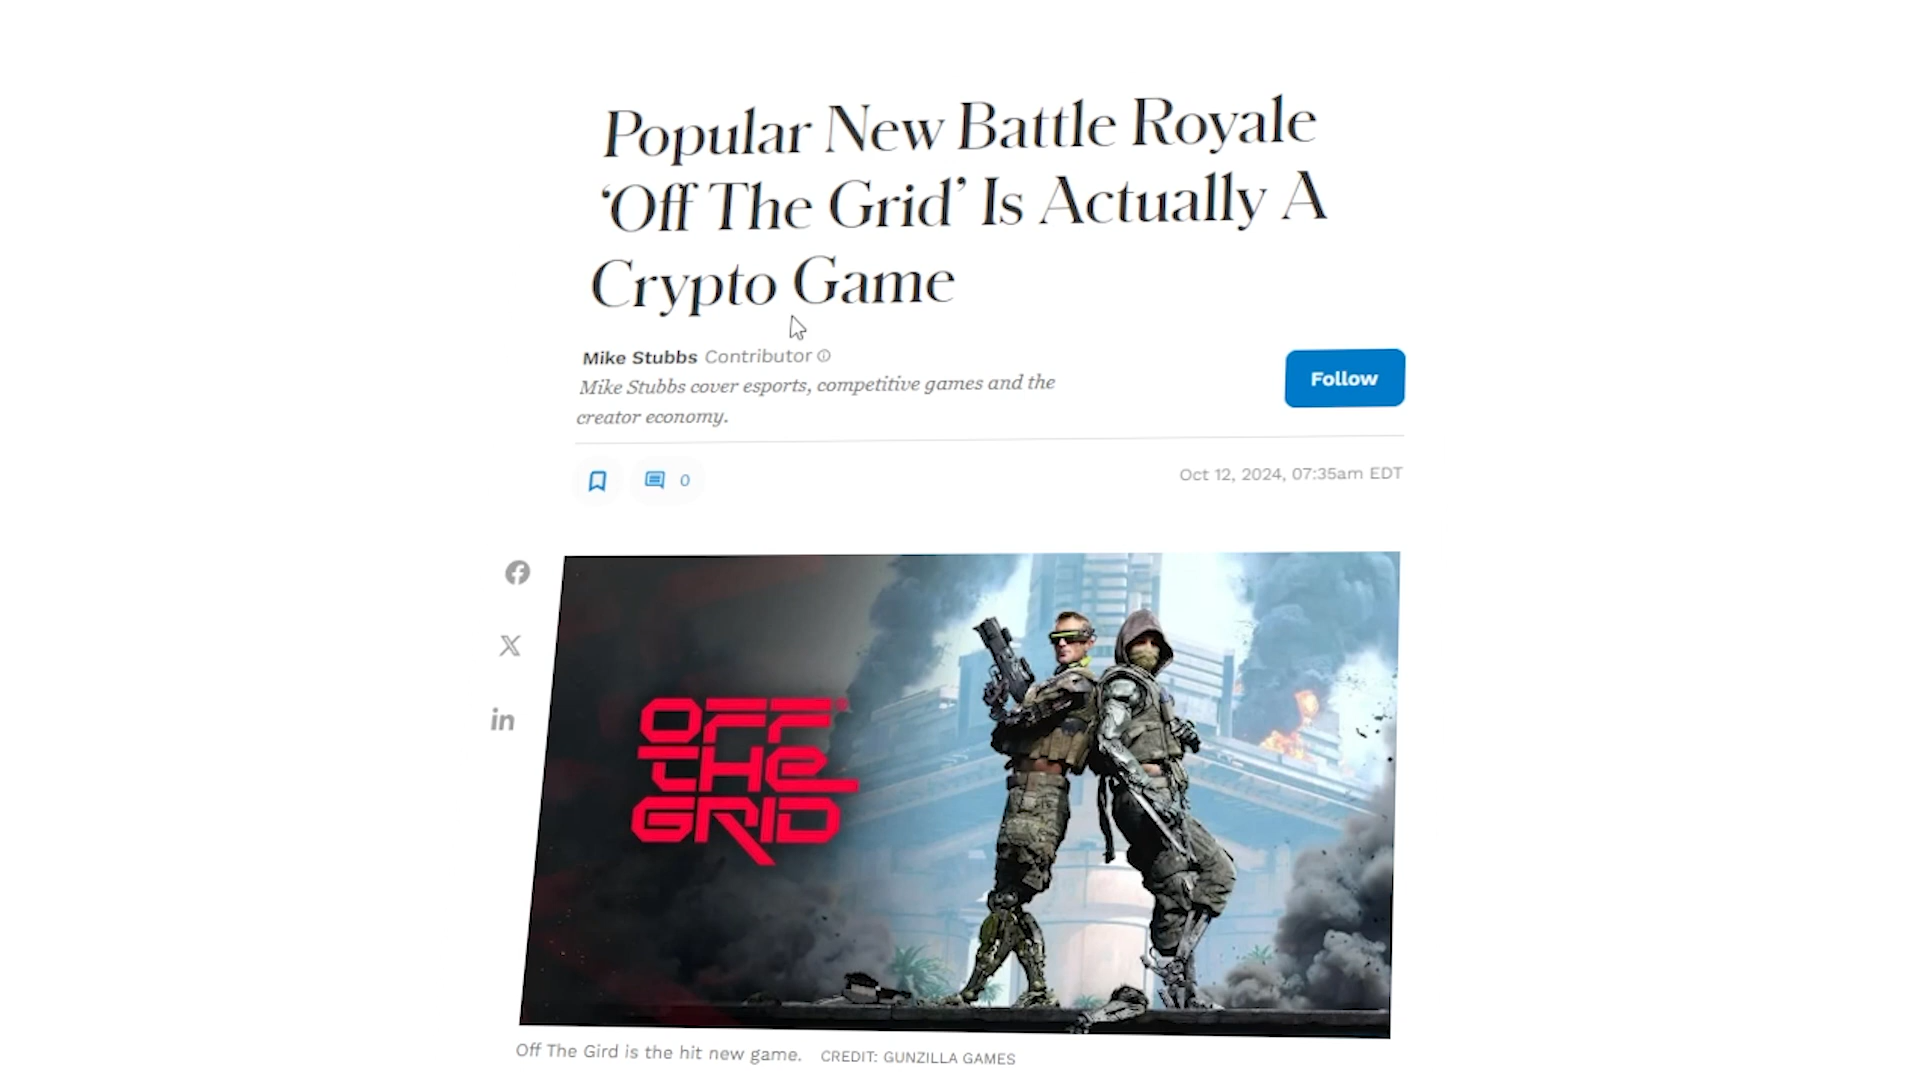 Popular New Battle Royale
‘Off The Grid’ Is Actually A
Crypto Game
Mike Stubbs Contributor
Mike Stubbs cover esports, competitive games and the
creator economy.
Follow
0
Oct 12, 2024, 07:35am EDT
OFF
THE
GRID
Off The Gird is the hit new game. CREDIT: GUNZILLA GAMES